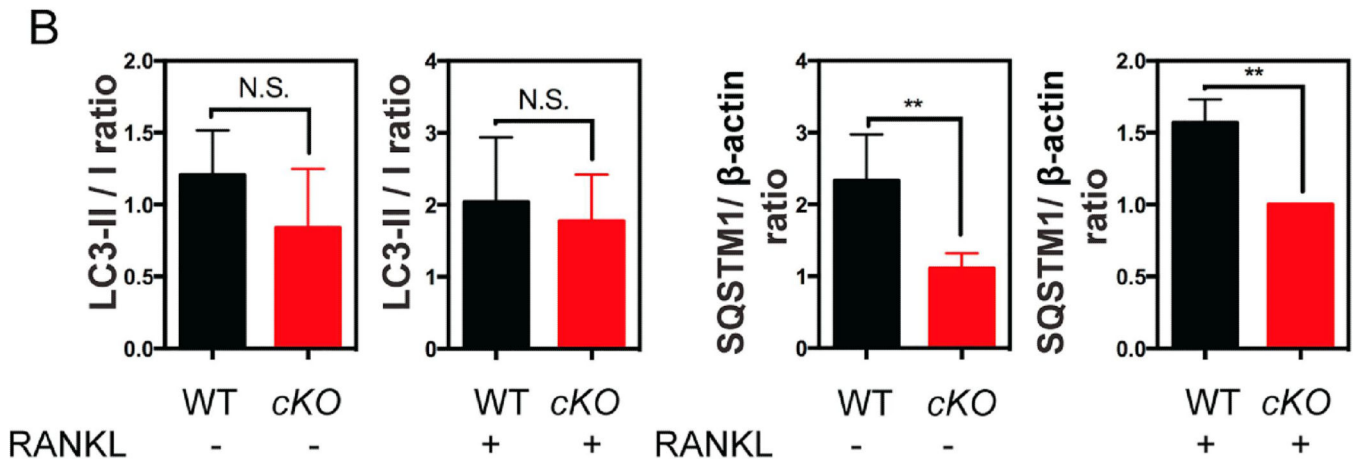 B
LC3-II / I ratio
2.0
1.5
1.0
0.5
0.0
N.S.
WT cKO
LC3-II / I ratio
4
3
2
1
0
N.S.
WT cKO
SQSTM1/ β-actin
ratio
4
3
2
1
0
**
WT cKO
SQSTM1/ β-actin
ratio
2.0
1.5
1.0
0.5
0.0
**
WT cKO
RANKL - - + + RANKL - - + +